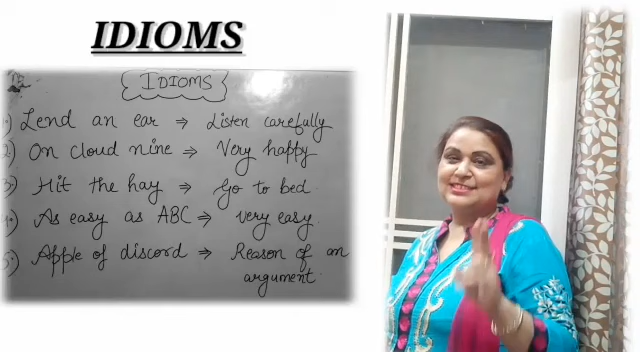 IDIOMS
IDIOMS
1) Lend an ear ⇒ Listen carefully
2) On cloud nine ⇒ Very happy
3) Hit the hay ⇒ Go to bed.
4) As easy as ABC ⇒ very easy.
5) Apple of discord ⇒ Reason of an
argument.